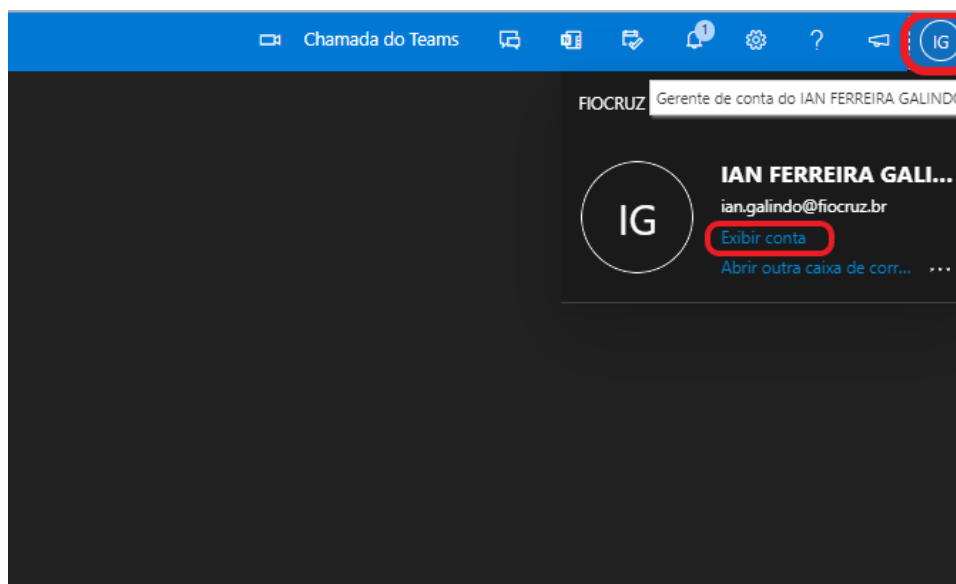 Chamada do Teams
1
?
IG
FIOCRUZ
Gerente de conta do IAN FERREIRA GALINDO
IG
IAN FERREIRA GALI...
ian.galindo@fiocruz.br
Exibir conta
Abrir outra caixa de corr...
...